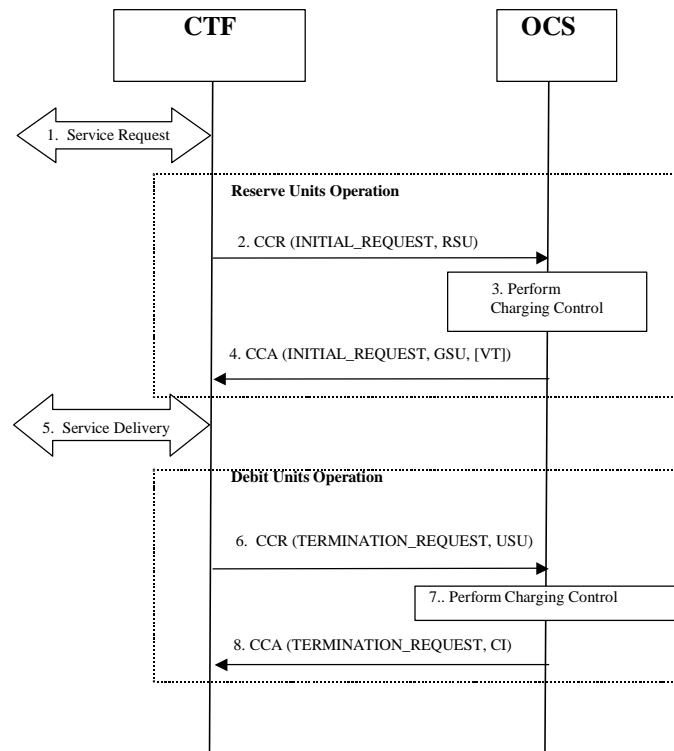 CTF
OCS
1. Service Request
Reserve Units Operation
2. CCR (INITIAL_REQUEST, RSU)
3. Perform
Charging Control
4. CCA (INITIAL_REQUEST, GSU, [VT])
5. Service Delivery
Debit Units Operation
6. CCR (TERMINATION_REQUEST, USU)
7.. Perform Charging Control
8. CCA (TERMINATION_REQUEST, CI)